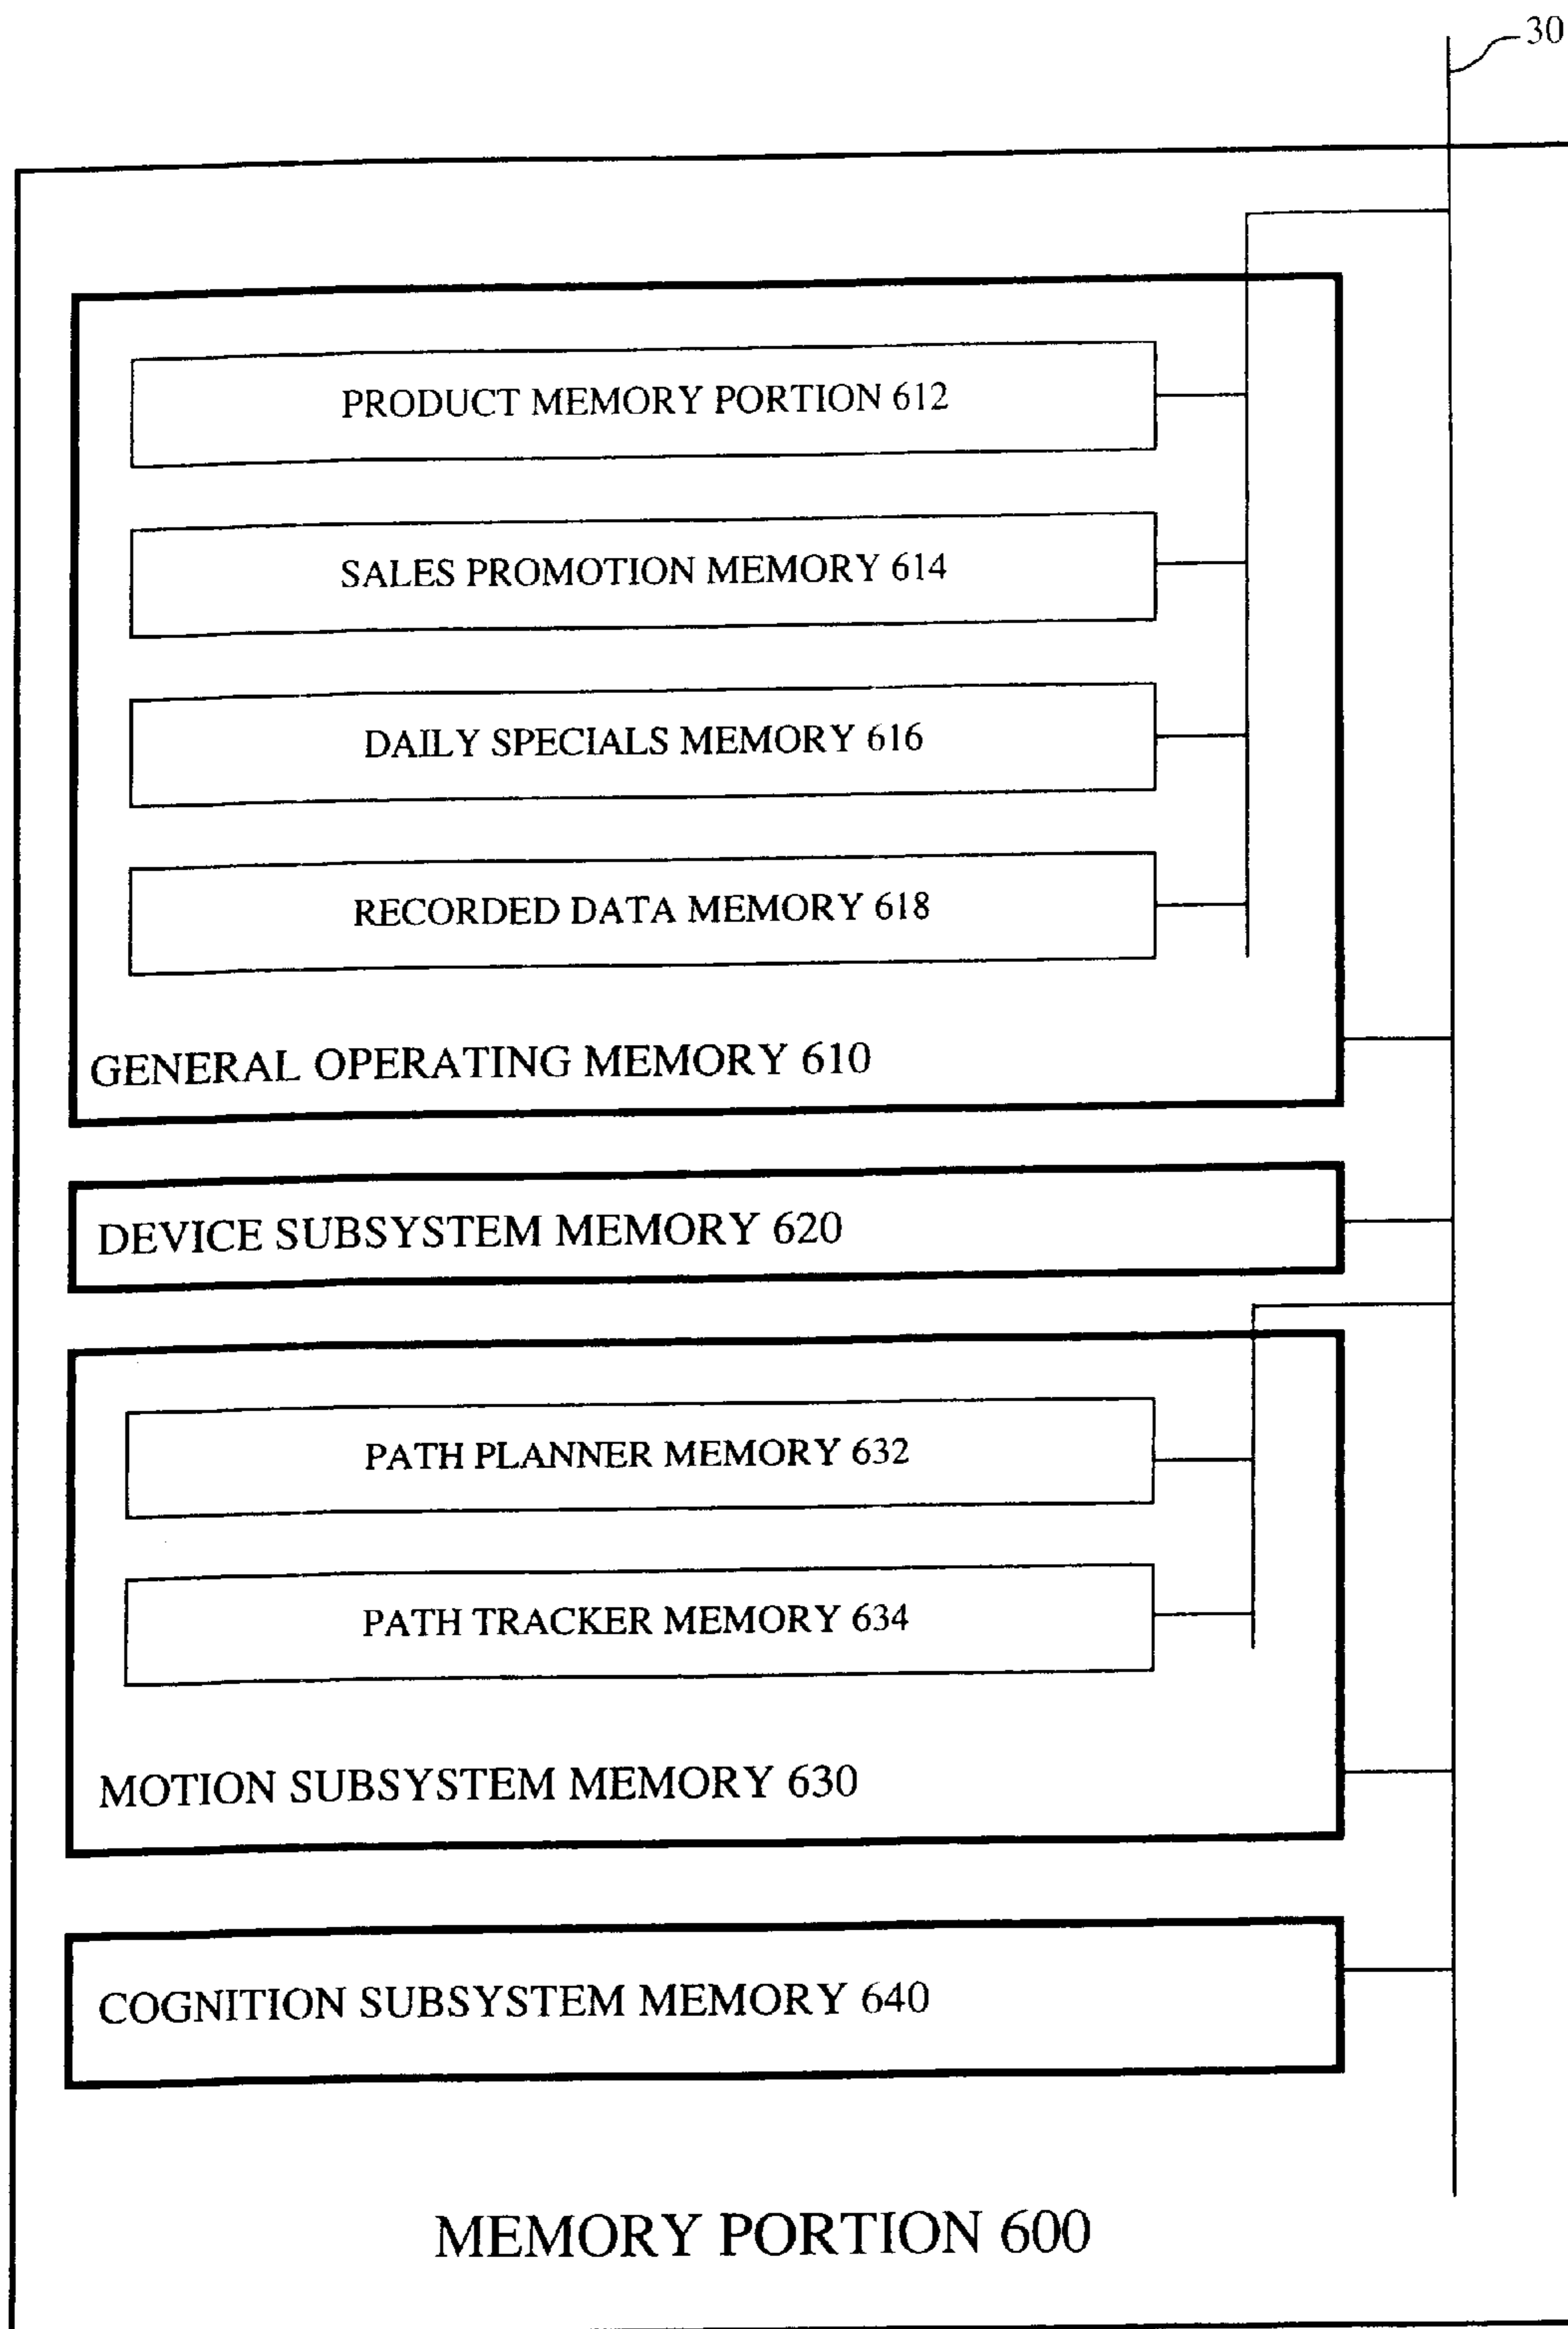 30
PRODUCT MEMORY PORTION 612
SALES PROMOTION MEMORY 614
DAILY SPECIALS MEMORY 616
RECORDED DATA MEMORY 618
GENERAL OPERATING MEMORY 610
DEVICE SUBSYSTEM MEMORY 620
PATH PLANNER MEMORY 632
PATH TRACKER MEMORY 634
MOTION SUBSYSTEM MEMORY 630
COGNITION SUBSYSTEM MEMORY 640
MEMORY PORTION 600